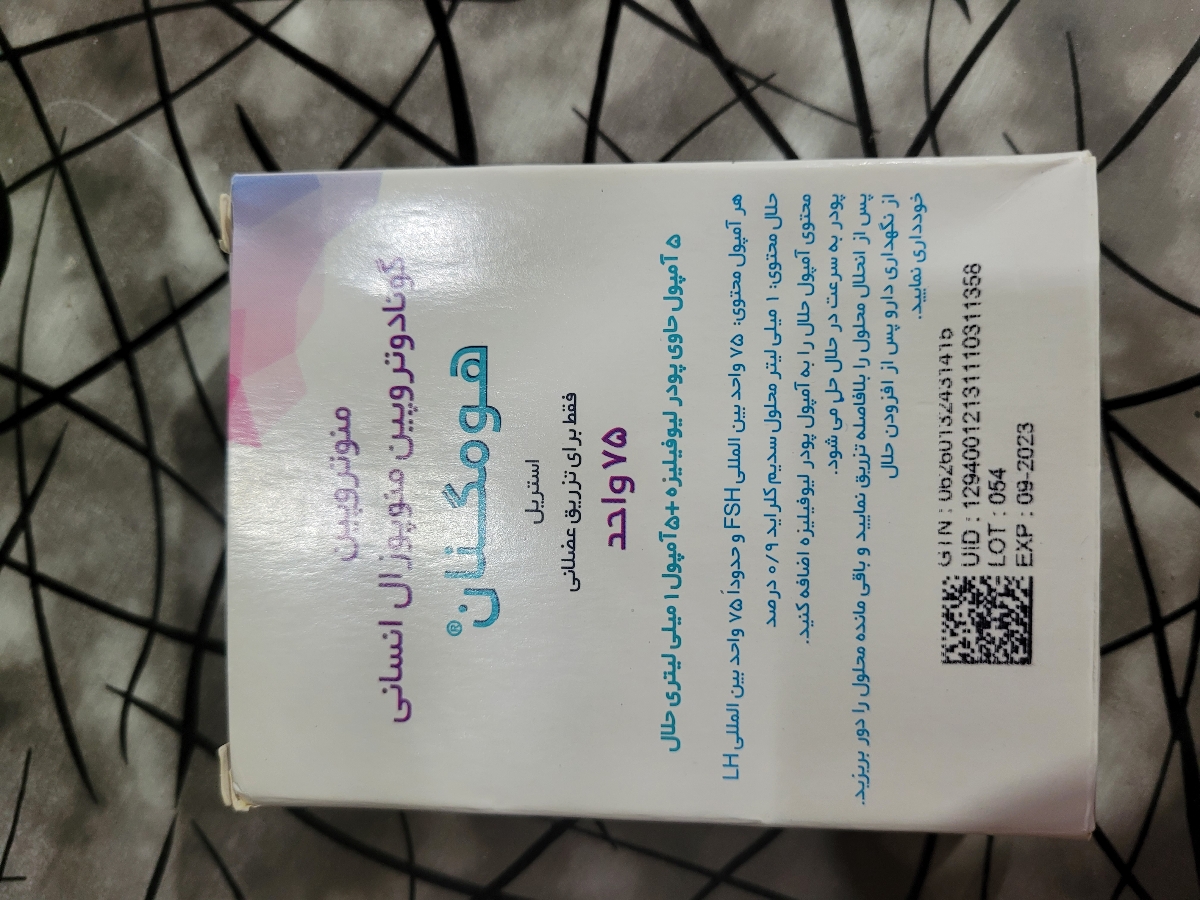 منوتروپین
گونادوتروپین منوپوزال انسانی
هومگنان®
استریل
فقط برای تزریق عضلانی
۷۵ واحد
۵ آمپول حاوی پودر لیوفیلیزه + ۵ آمپول ۱ میلی لیتری حلال
هر آمپول محتوی: ۷۵ واحد بین المللی FSH و حدوداً ۷۵ واحد بین المللی LH
حلال محتوی: ۱ میلی لیتر محلول سدیم کلراید ۰/۹ درصد
محتوی آمپول حلال را به آمپول پودر لیوفیلیزه اضافه کنید.
پودر به سرعت در حلال حل می شود.
پس از انحلال محلول را بلافاصله تزریق نمایید و باقی مانده محلول را دور بریزید.
از نگهداری دارو پس از افزودن حلال
خودداری نمایید.
GTN : 06260132431416
UID : 12940012131110311358
LOT : 054
EXP : 09-2023